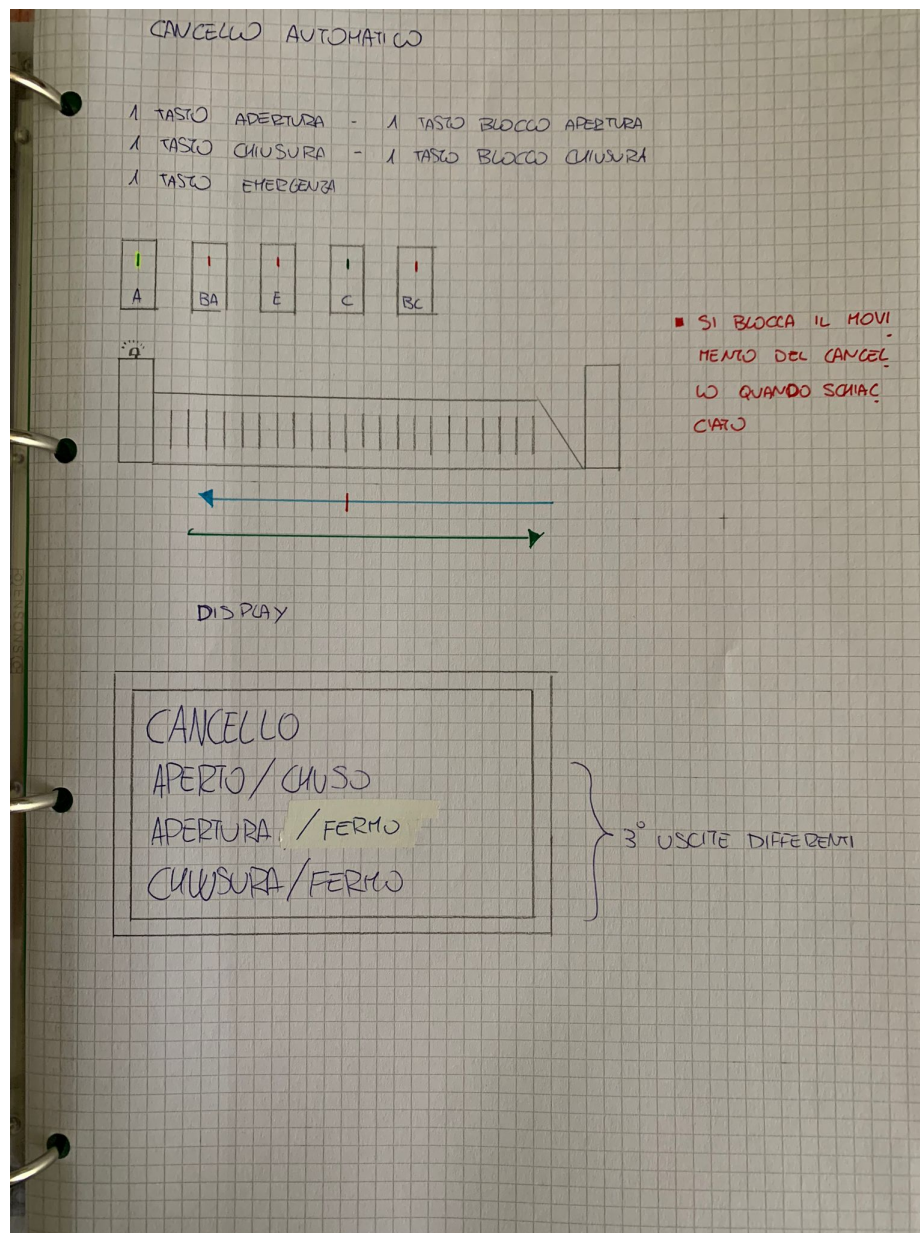 CANCELLO AUTOMATICO
1 TASTO APERTURA - 1 TASTO BLOCCO APERTURA
1 TASTO CHIUSURA - 1 TASTO BLOCCO CHIUSURA
1 TASTO EMERGENZA
A BA E C BC
■ SI BLOCCA IL MOVI
MENTO DEL CANCEL
LO QUANDO SCHIAC
CIATO
DISPLAY
CANCELLO
APERTO / CHIUSO
APERTURA / FERMO
CHIUSURA / FERMO
3° USCITE DIFFERENTI